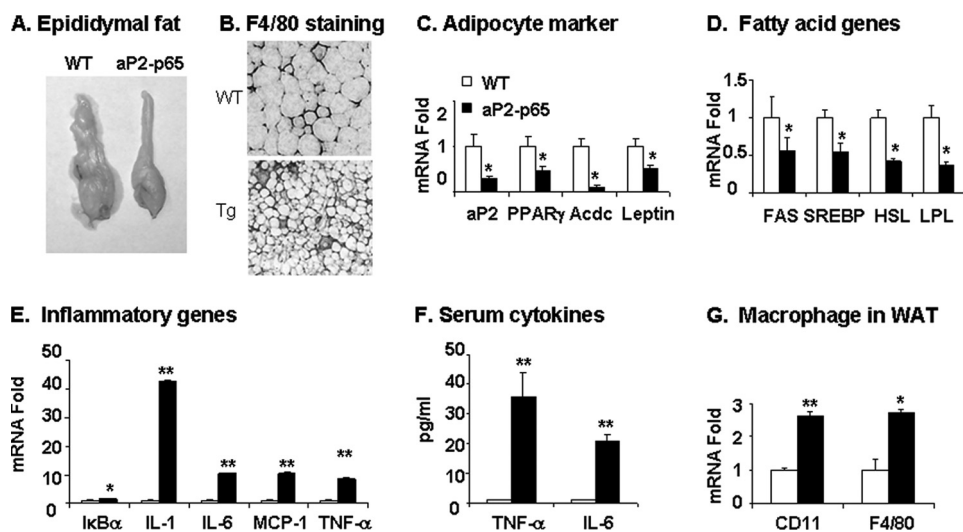 A. Epididymal fat
WT aP2-p65
B. F4/80 staining
WT
Tg
C. Adipocyte marker
WT
aP2-p65
mRNA Fold
2
1
0
* * * *
aP2 PPARγ Acdc Leptin
D. Fatty acid genes
mRNA Fold
1.5
1
0.5
0
* * * *
FAS SREBP HSL LPL
E. Inflammatory genes
mRNA Fold
50
40
30
20
10
0
* ** ** ** **
IκBα IL-1 IL-6 MCP-1 TNF-α
F. Serum cytokines
pg/ml
50
40
30
20
10
0
** **
TNF-α IL-6
G. Macrophage in WAT
mRNA Fold
3
2
1
0
** *
CD11 F4/80